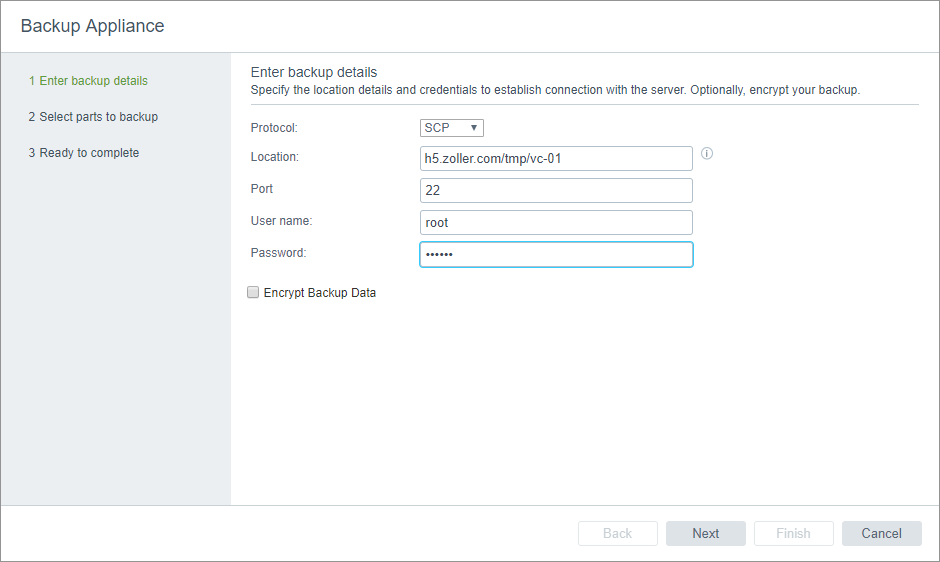 Backup Appliance
1 Enter backup details
2 Select parts to backup
3 Ready to complete
Enter backup details
Specify the location details and credentials to establish connection with the server. Optionally, encrypt your backup.
Protocol: SCP
Location: h5.zoller.com/tmp/vc-01
Port 22
User name: root
Password: ••••••
Encrypt Backup Data
Back Next Finish Cancel